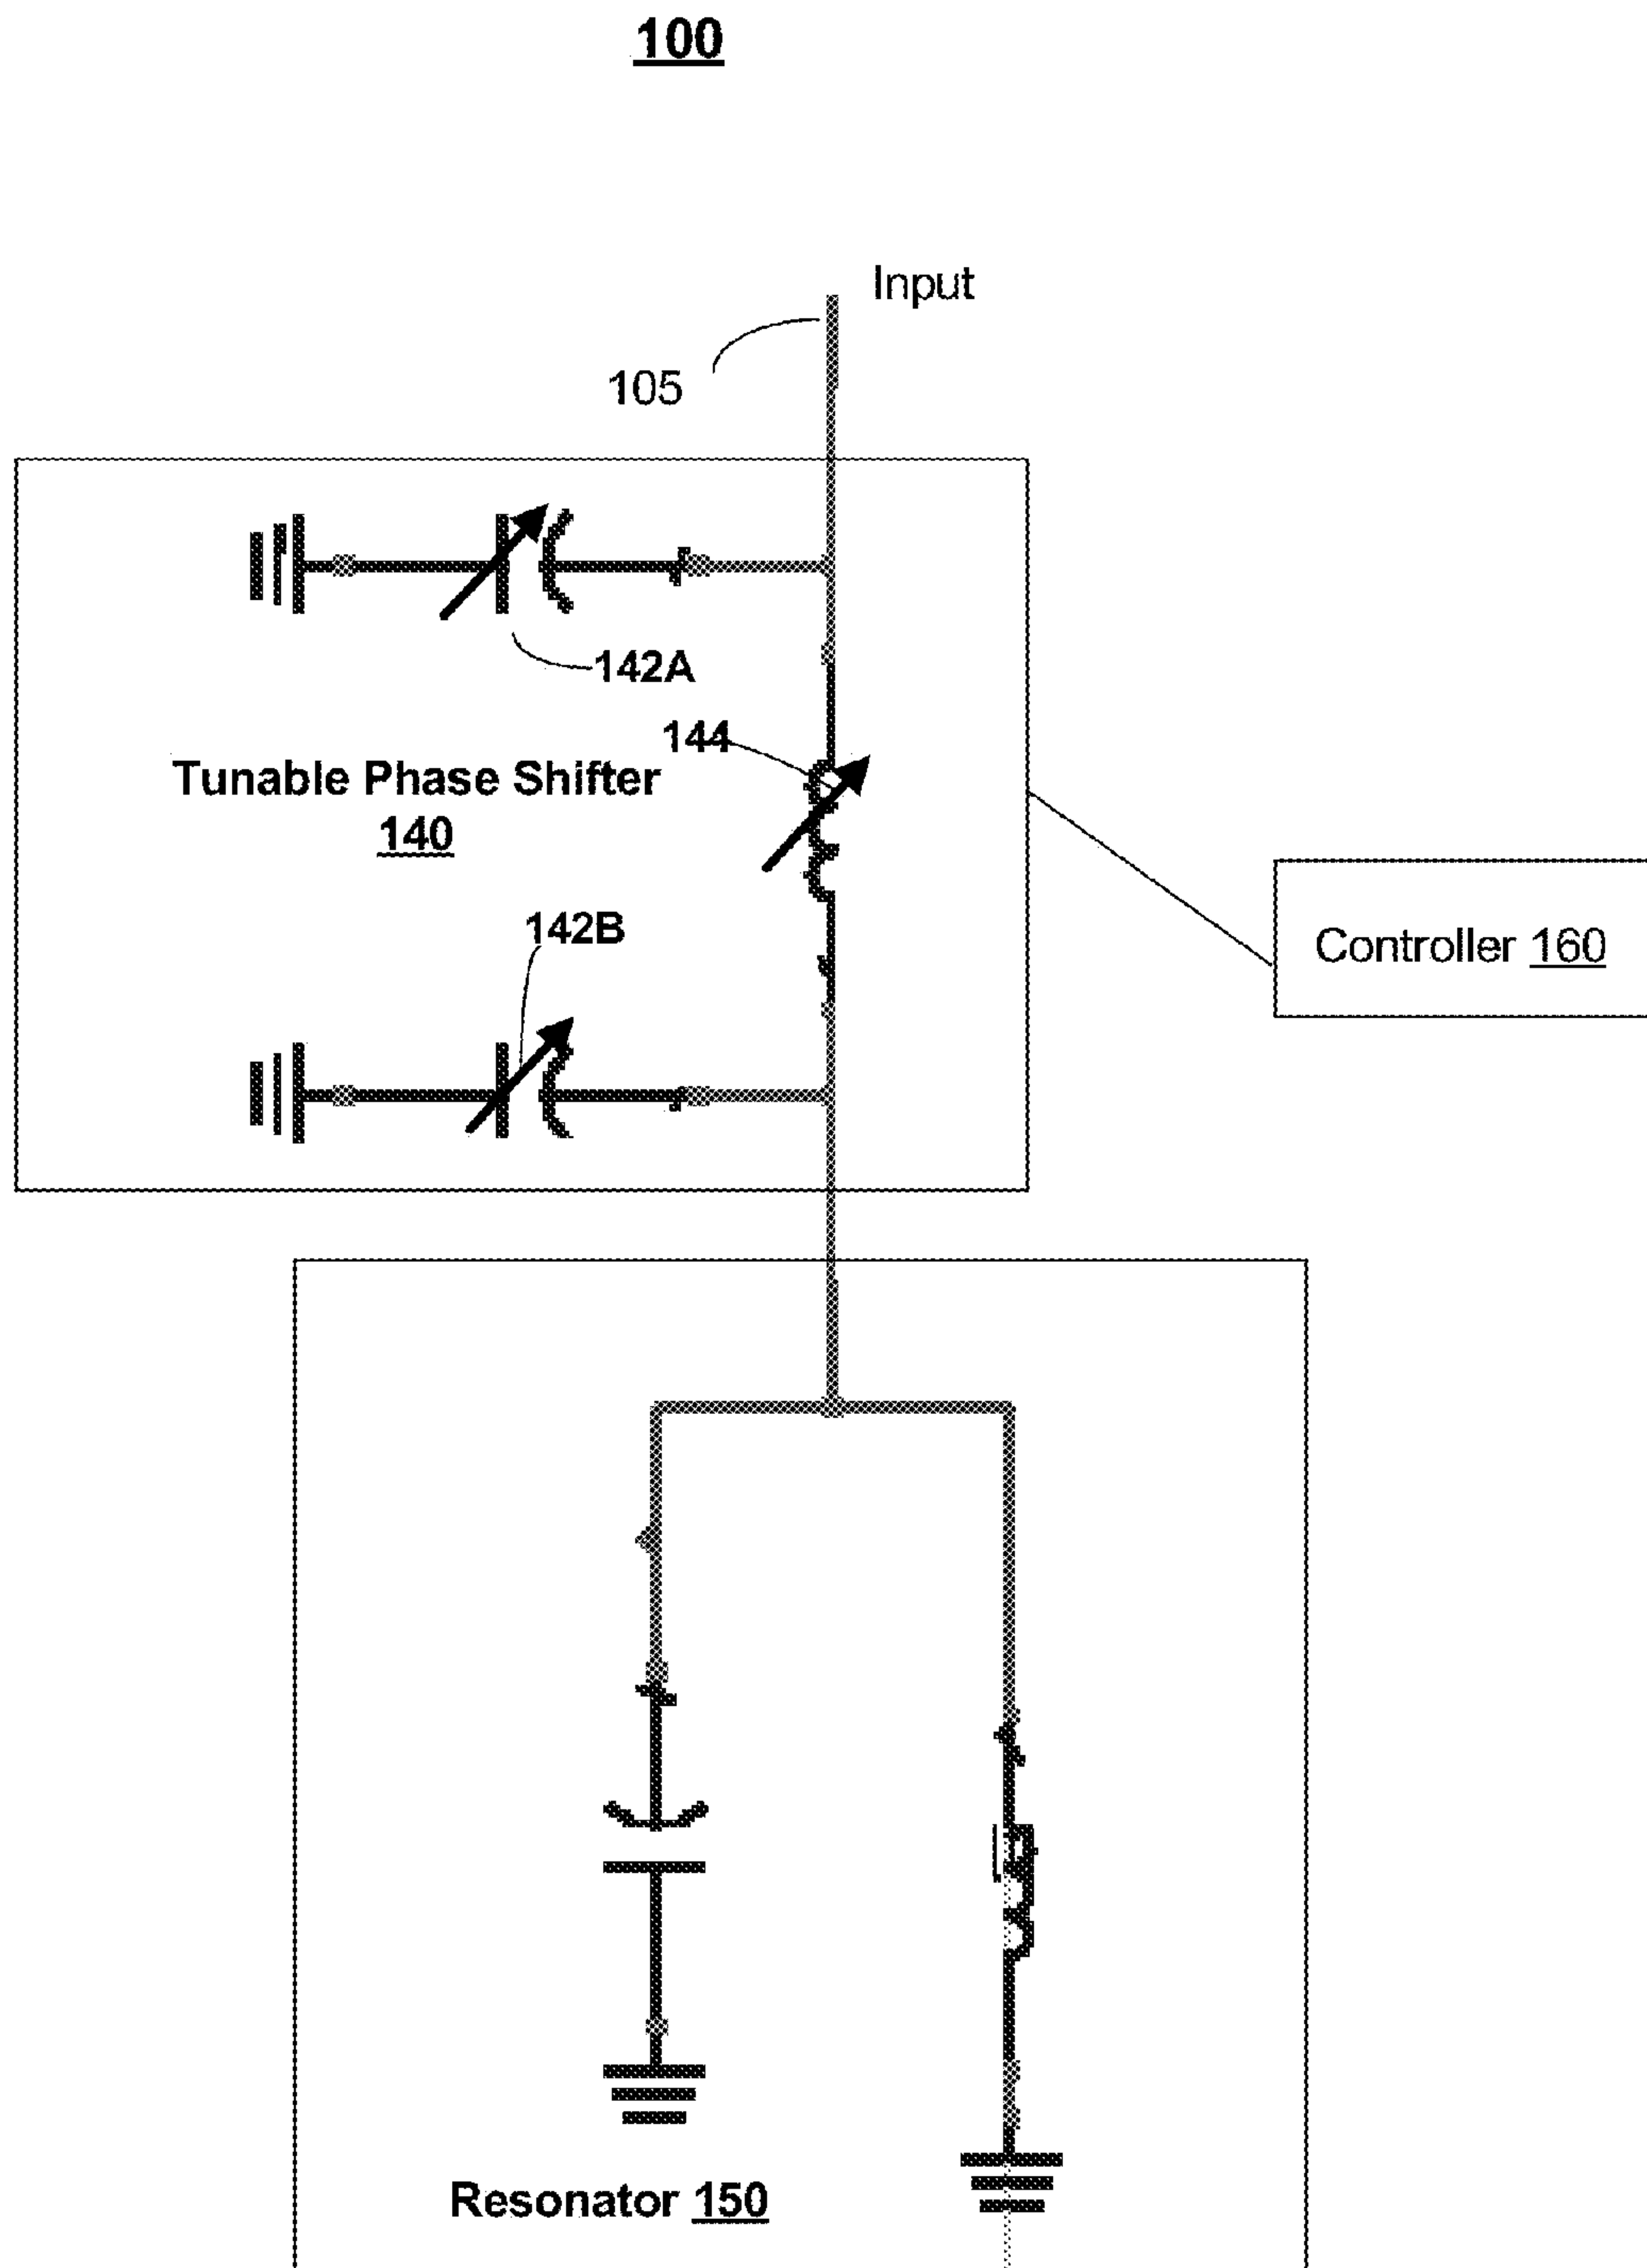 100
Input
105
142A
144
Tunable Phase Shifter
140
142B
Controller 160
Resonator 150